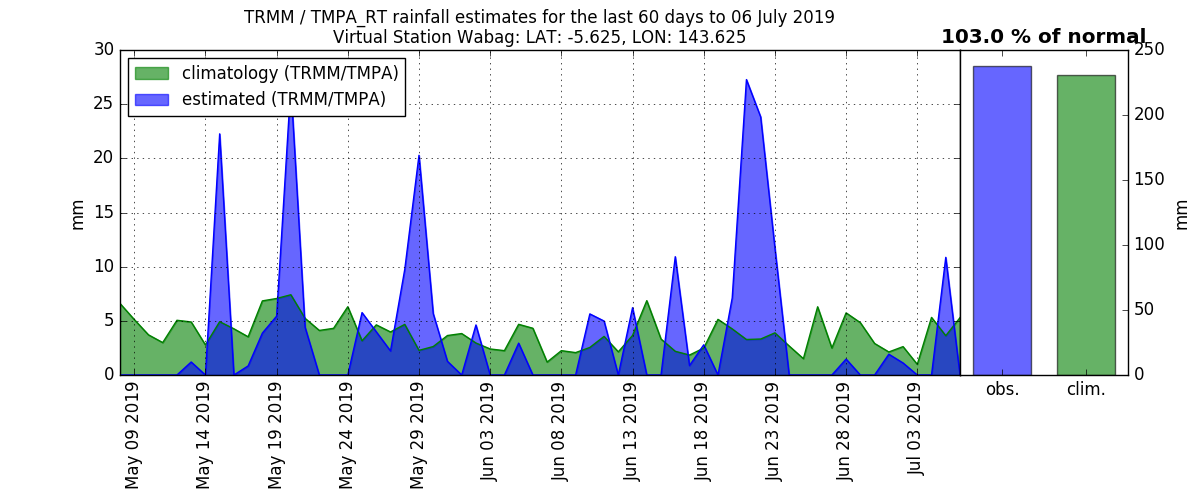 TRMM / TMPA_RT rainfall estimates for the last 60 days to 06 July 2019
Virtual Station Wabag: LAT: -5.625, LON: 143.625
103.0 % of normal
climatology (TRMM/TMPA)
estimated (TRMM/TMPA)
30
25
20
15
10
5
0
mm
May 09 2019
May 14 2019
May 19 2019
May 24 2019
May 29 2019
Jun 03 2019
Jun 08 2019
Jun 13 2019
Jun 18 2019
Jun 23 2019
Jun 28 2019
Jul 03 2019
obs.
clim.
250
200
150
100
50
0
mm